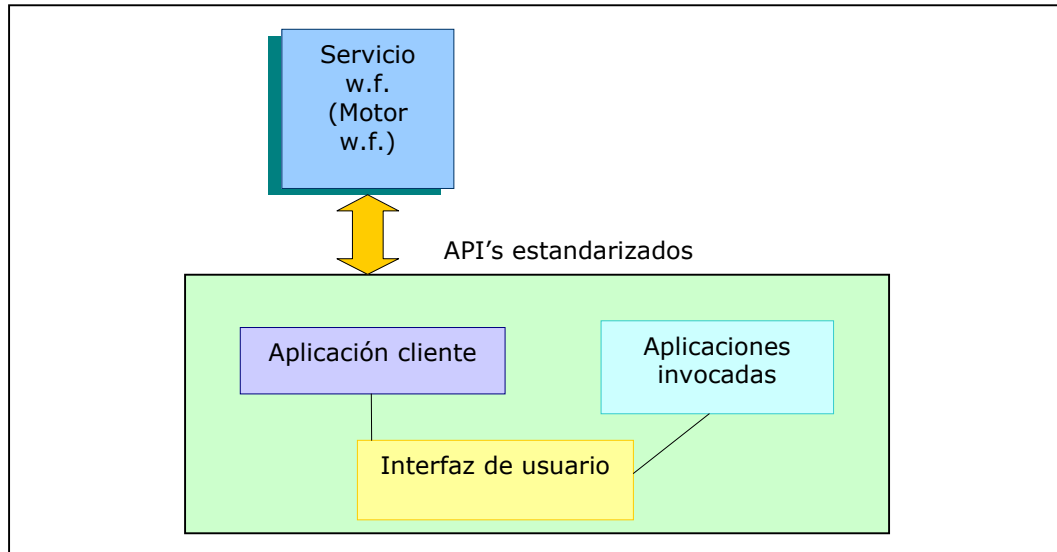 Servicio
w.f.
(Motor
w.f.)
API's estandarizados
Aplicación cliente
Aplicaciones
invocadas
Interfaz de usuario